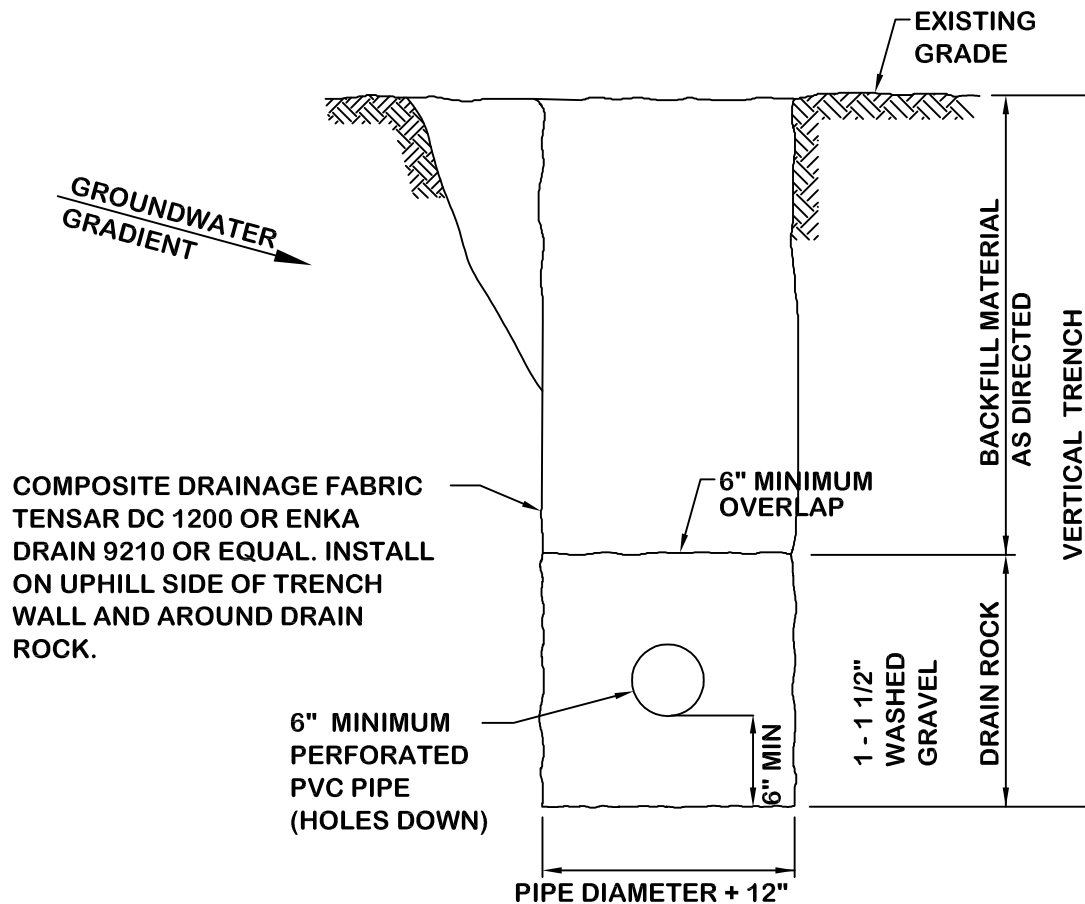 EXISTING
GRADE
GROUNDWATER
GRADIENT
BACKFILL MATERIAL
AS DIRECTED
VERTICAL TRENCH
COMPOSITE DRAINAGE FABRIC
TENSAR DC 1200 OR ENKA
DRAIN 9210 OR EQUAL. INSTALL
ON UPHILL SIDE OF TRENCH
WALL AND AROUND DRAIN
ROCK.
6" MINIMUM
OVERLAP
6" MINIMUM
PERFORATED
PVC PIPE
(HOLES DOWN)
6" MIN
1 - 1 1/2"
WASHED
GRAVEL
DRAIN ROCK
PIPE DIAMETER + 12"